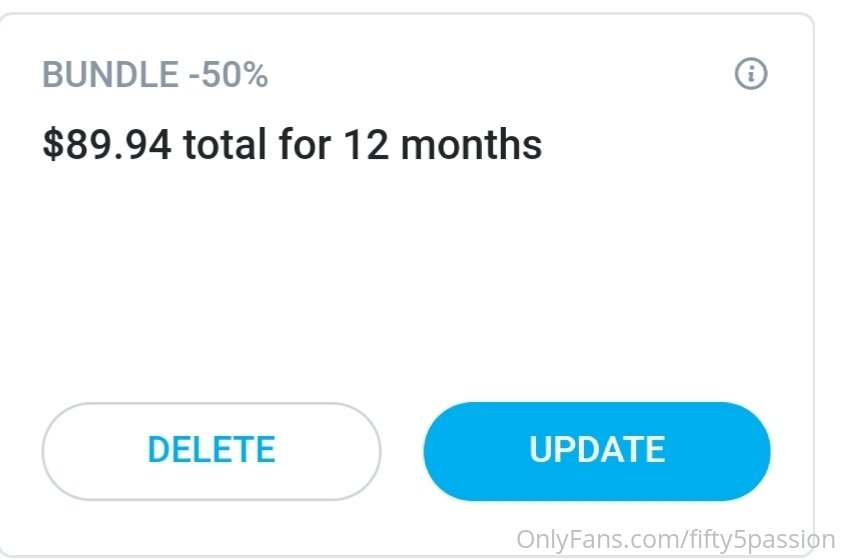 BUNDLE -50%
$89.94 total for 12 months
DELETE
UPDATE
OnlyFans.com/fifty5passion